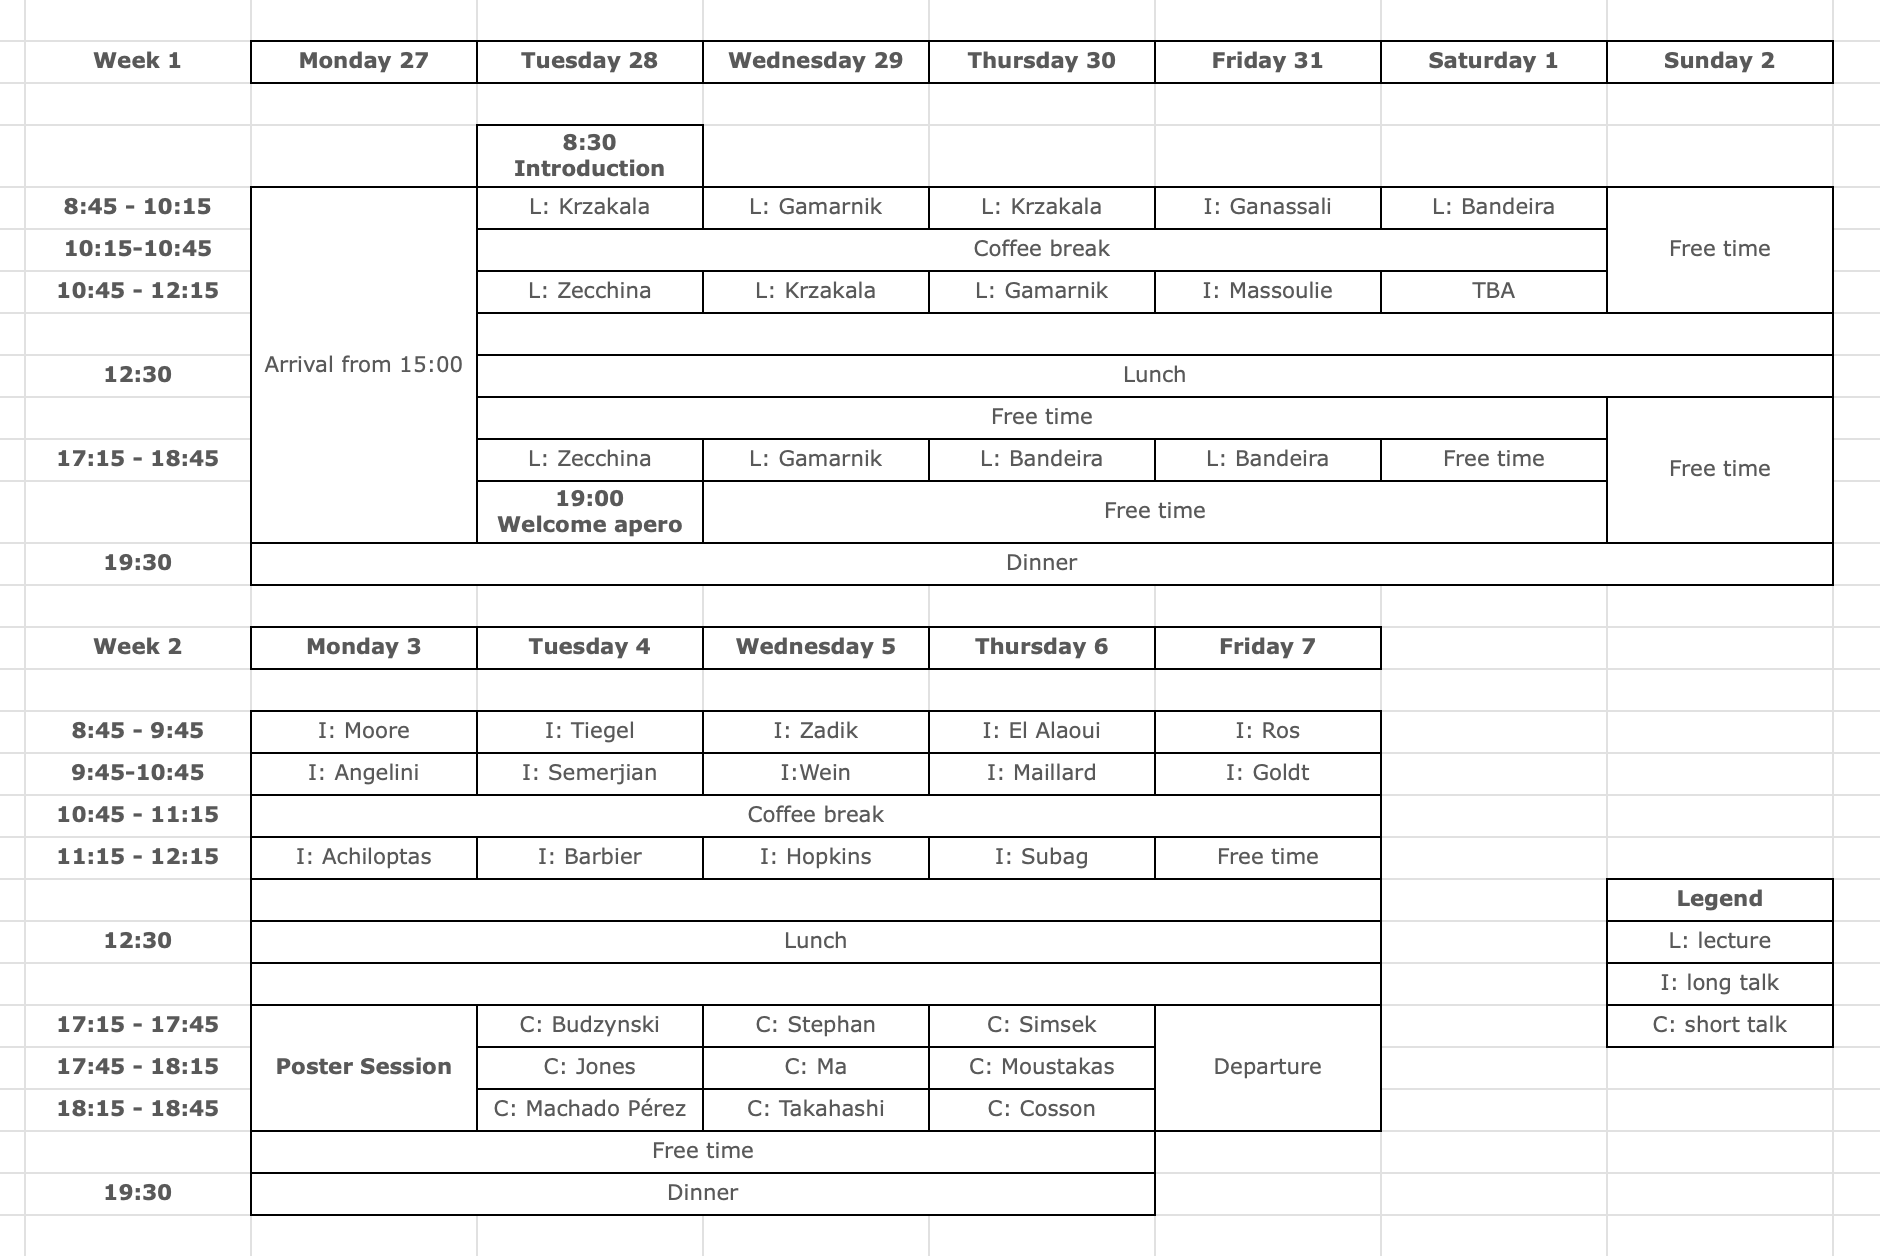 Week 1 Monday 27 Tuesday 28 Wednesday 29 Thursday 30 Friday 31 Saturday 1 Sunday 2
8:30
Introduction
8:45 - 10:15 L: Krzakala L: Gamarnik L: Krzakala I: Ganassali L: Bandeira
10:15-10:45 Coffee break Free time
10:45 - 12:15 L: Zecchina L: Krzakala L: Gamarnik I: Massoulie TBA
Arrival from 15:00
12:30 Lunch
Free time
17:15 - 18:45 L: Zecchina L: Gamarnik L: Bandeira L: Bandeira Free time
Free time
19:00
Welcome apero
Free time
19:30 Dinner
Week 2 Monday 3 Tuesday 4 Wednesday 5 Thursday 6 Friday 7
8:45 - 9:45 I: Moore I: Tiegel I: Zadik I: El Alaoui I: Ros
9:45-10:45 I: Angelini I: Semerjian I:Wein I: Maillard I: Goldt
10:45 - 11:15 Coffee break
11:15 - 12:15 I: Achiloptas I: Barbier I: Hopkins I: Subag Free time
Legend
12:30 Lunch L: lecture
I: long talk
17:15 - 17:45 C: Budzynski C: Stephan C: Simsek C: short talk
17:45 - 18:15 Poster Session C: Jones C: Ma C: Moustakas Departure
18:15 - 18:45 C: Machado Pérez C: Takahashi C: Cosson
Free time
19:30 Dinner